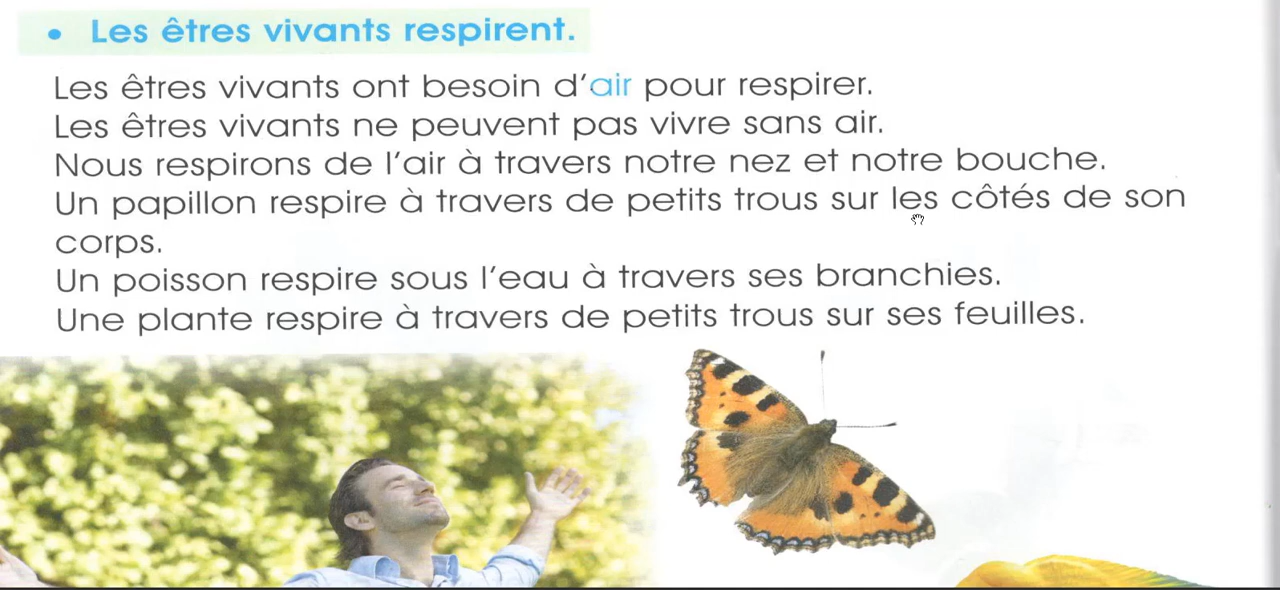 • Les êtres vivants respirent.
Les êtres vivants ont besoin d'air pour respirer.
Les êtres vivants ne peuvent pas vivre sans air.
Nous respirons de l'air à travers notre nez et notre bouche.
Un papillon respire à travers de petits trous sur les côtés de son
corps.
Un poisson respire sous l'eau à travers ses branchies.
Une plante respire à travers de petits trous sur ses feuilles.